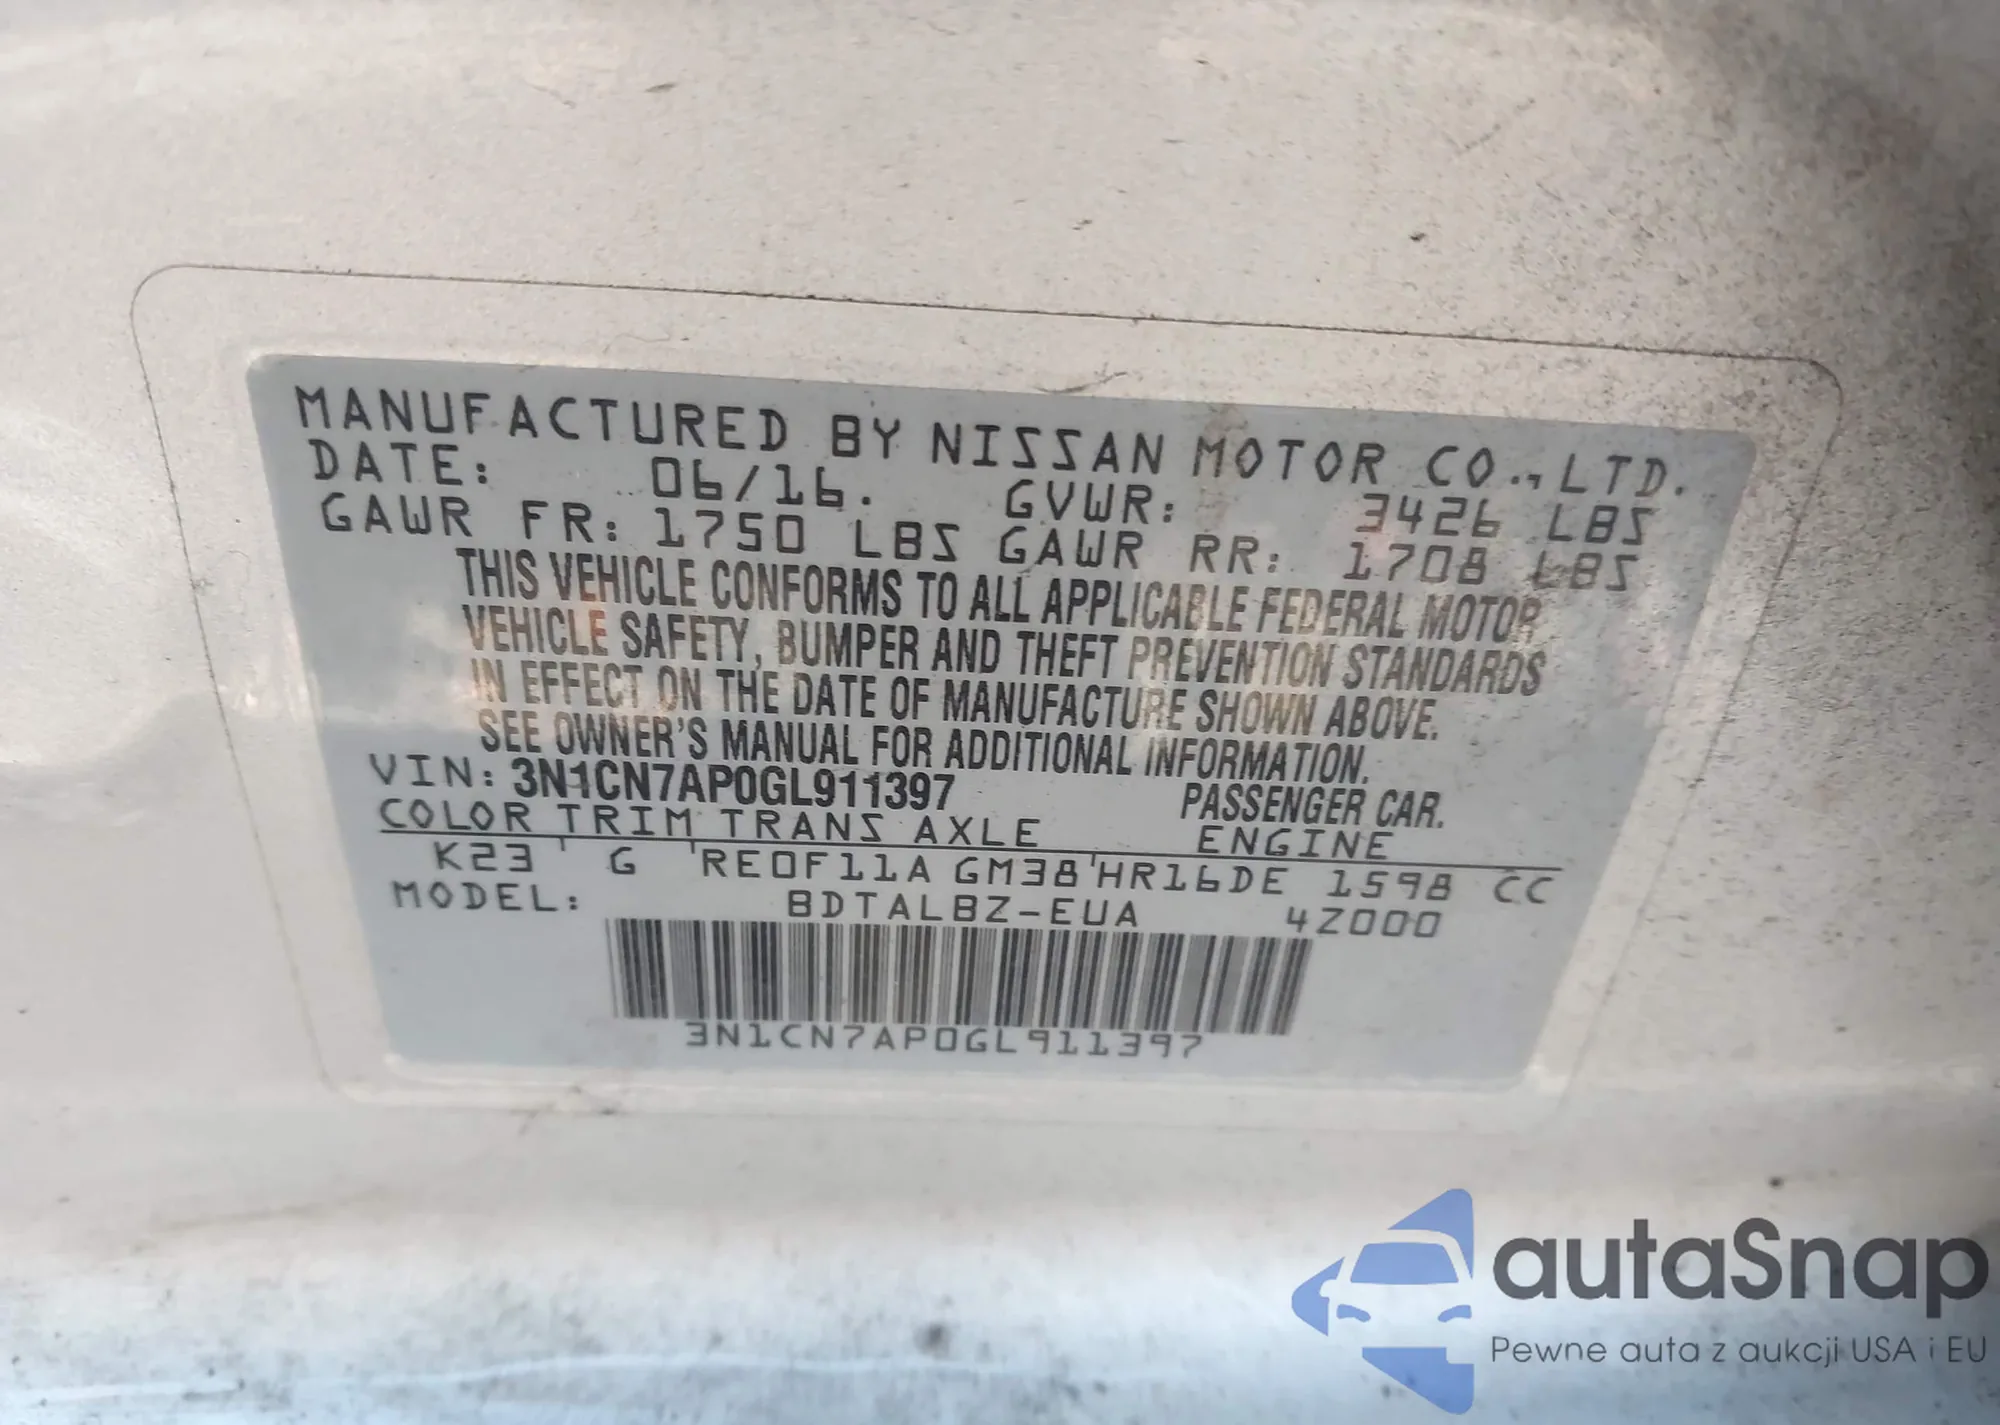 MANUFACTURED BY NISSAN MOTOR CO., LTD.
DATE: 06/16. GVWR: 3426 LBS
GAWR FR: 1750 LBS GAWR RR: 1708 LBS
THIS VEHICLE CONFORMS TO ALL APPLICABLE FEDERAL MOTOR
VEHICLE SAFETY, BUMPER AND THEFT PREVENTION STANDARDS
IN EFFECT ON THE DATE OF MANUFACTURE SHOWN ABOVE.
SEE OWNER'S MANUAL FOR ADDITIONAL INFORMATION.
VIN: 3N1CN7AP0GL911397 PASSENGER CAR.
COLOR TRIM TRANS AXLE ENGINE
K23 G RE0F11A GM38 HR16DE 1598 CC
MODEL: BDTALBZ-EUA 4Z000
3N1CN7AP0GL911397
autaSnap
Pewne auta z aukcji USA i EU